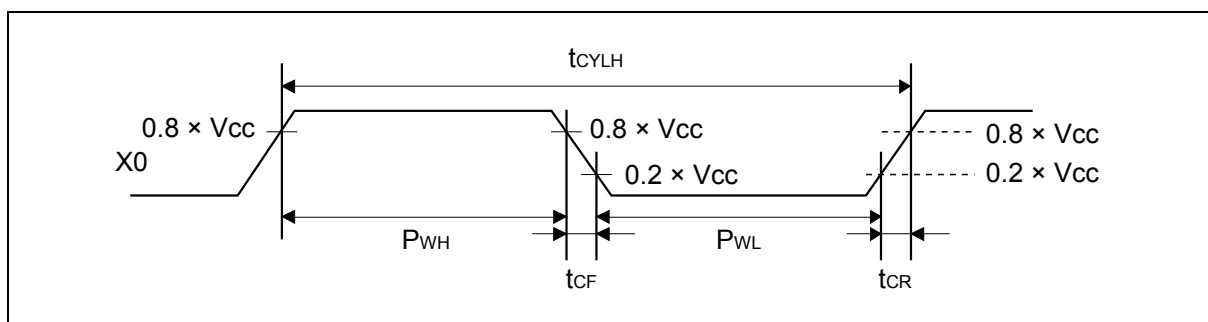 tCYLH
0.8 × Vcc
0.8 × Vcc
0.8 × Vcc
X0
0.2 × Vcc
0.2 × Vcc
PWH
PWL
tCF
tCR